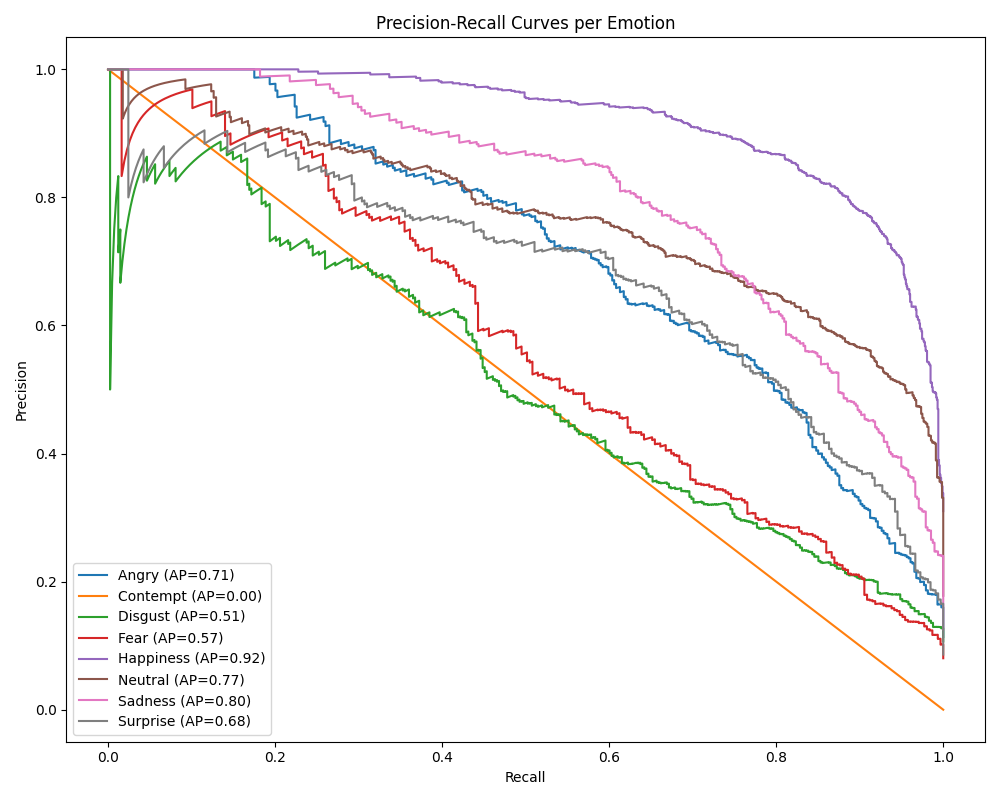 Precision-Recall Curves per Emotion
1.0
0.8
0.6
0.4
0.2
0.0
Precision
Angry (AP=0.71)
Contempt (AP=0.00)
Disgust (AP=0.51)
Fear (AP=0.57)
Happiness (AP=0.92)
Neutral (AP=0.77)
Sadness (AP=0.80)
Surprise (AP=0.68)
0.0 0.2 0.4 0.6 0.8 1.0
Recall